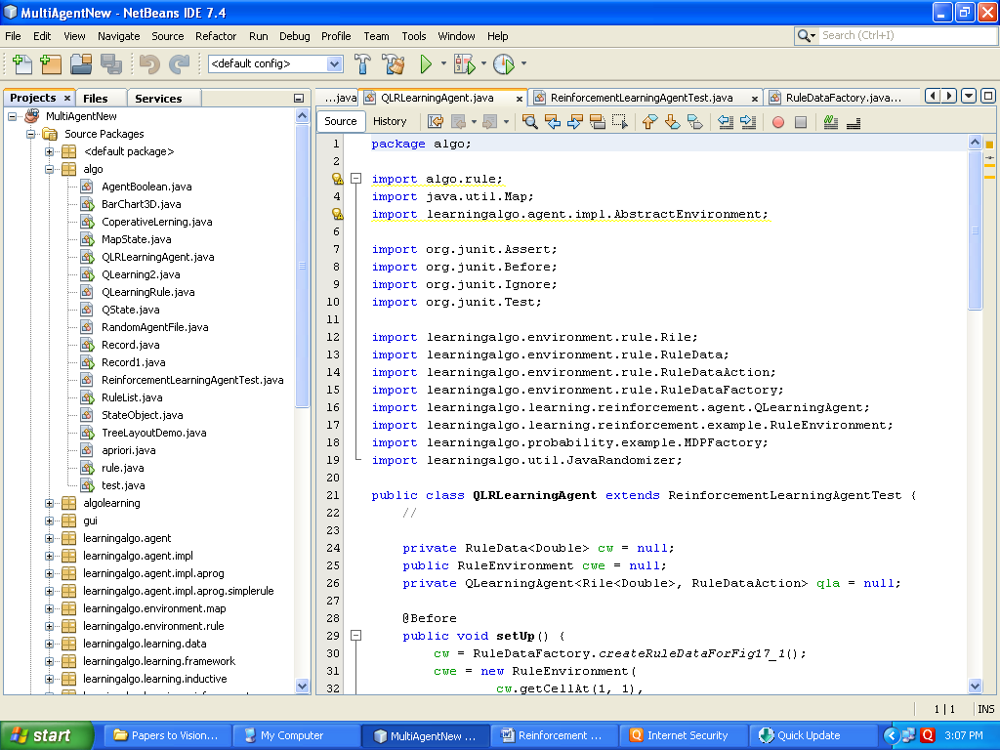 MultiAgentNew - NetBeans IDE 7.4
File Edit View Navigate Source Refactor Run Debug Profile Team Tools Window Help
Search (Ctrl+I)
<default config>
Projects × Files Services
...java QLRLearningAgent.java × ReinforcementLearningAgentTest.java × RuleDataFactory.java...
Source History
MultiAgentNew
Source Packages
<default package>
algo
AgentBoolean.java
BarChart3D.java
CoperativeLerning.java
MapState.java
QLRLearningAgent.java
QLearning2.java
QLearningRule.java
QState.java
RandomAgentFile.java
Record.java
Record1.java
ReinforcementLearningAgentTest.java
RuleList.java
StateObject.java
TreeLayoutDemo.java
apriori.java
rule.java
test.java
algolearning
gui
learningalgo.agent
learningalgo.agent.impl
learningalgo.agent.impl.aprog
learningalgo.agent.impl.aprog.simplerule
learningalgo.environment.map
learningalgo.environment.rule
learningalgo.learning.data
learningalgo.learning.framework
learningalgo.learning.inductive
1 package algo;
2
import algo.rule;
4 import java.util.Map;
import learningalgo.agent.impl.AbstractEnvironment;
6
7 import org.junit.Assert;
8 import org.junit.Before;
9 import org.junit.Ignore;
10 import org.junit.Test;
11
12 import learningalgo.environment.rule.Rile;
13 import learningalgo.environment.rule.RuleData;
14 import learningalgo.environment.rule.RuleDataAction;
15 import learningalgo.environment.rule.RuleDataFactory;
16 import learningalgo.learning.reinforcement.agent.QLearningAgent;
17 import learningalgo.learning.reinforcement.example.RuleEnvironment;
18 import learningalgo.probability.example.MDPFactory;
19 import learningalgo.util.JavaRandomizer;
20
21 public class QLRLearningAgent extends ReinforcementLearningAgentTest {
22 //
23
24 private RuleData<Double> cw = null;
25 public RuleEnvironment cwe = null;
26 private QLearningAgent<Rile<Double>, RuleDataAction> qla = null;
27
28 @Before
29 public void setUp() {
30 cw = RuleDataFactory.createRuleDataForFig17_1();
31 cwe = new RuleEnvironment(
32 cw.getCellAt(1, 1),
1 | 1 INS
start Papers to Vision... My Computer MultiAgentNew ... Reinforcement ... Internet Security Quick Update 3:07 PM